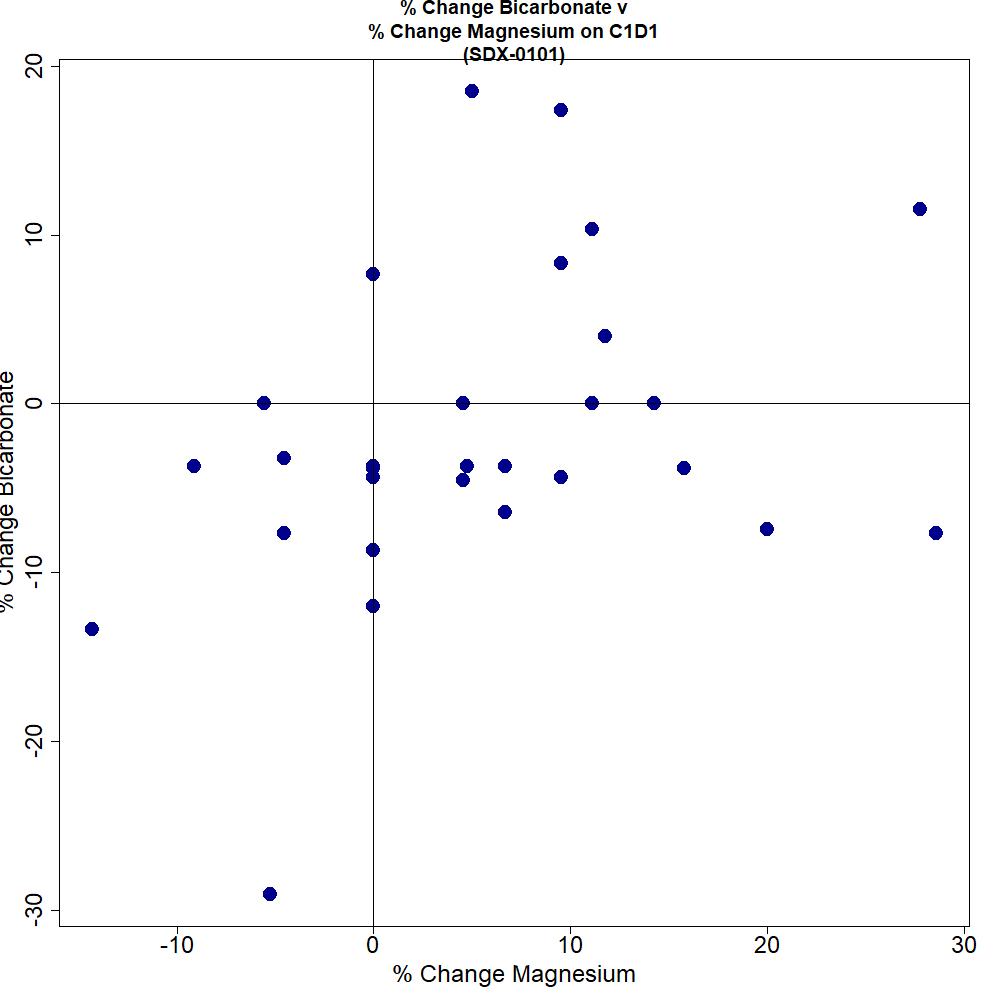 % Change Bicarbonate v
% Change Magnesium on C1D1
(SDX-0101)
20
10
0
-10
-20
-30
% Change Bicarbonate
-10 0 10 20 30
% Change Magnesium